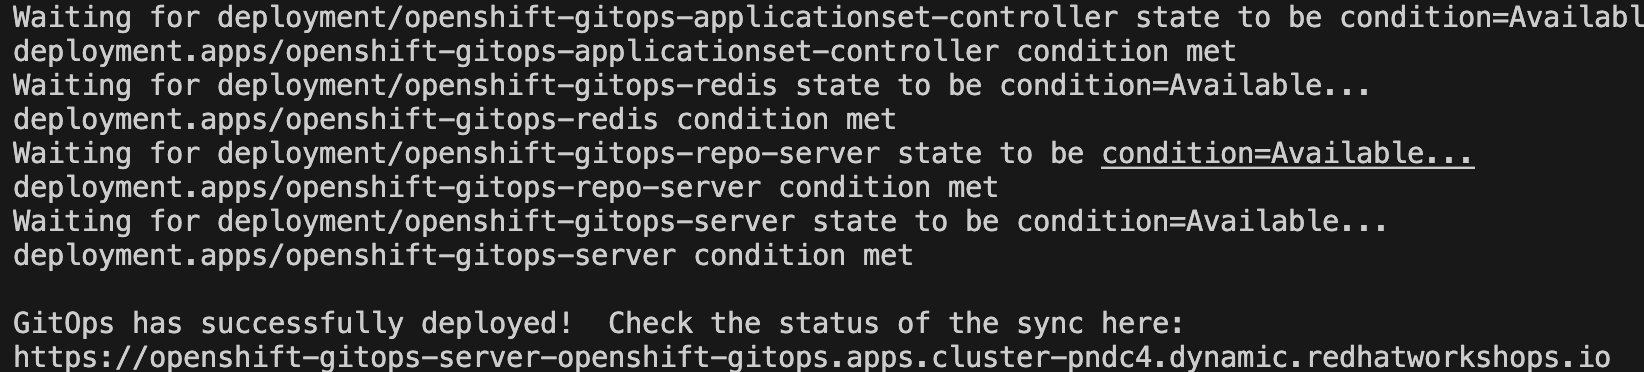 Waiting for deployment/openshift-gitops-applicationset-controller state to be condition=Availabl
deployment.apps/openshift-gitops-applicationset-controller condition met
Waiting for deployment/openshift-gitops-redis state to be condition=Available...
deployment.apps/openshift-gitops-redis condition met
Waiting for deployment/openshift-gitops-repo-server state to be condition=Available...
deployment.apps/openshift-gitops-repo-server condition met
Waiting for deployment/openshift-gitops-server state to be condition=Available...
deployment.apps/openshift-gitops-server condition met
GitOps has successfully deployed!  Check the status of the sync here:
https://openshift-gitops-server-openshift-gitops.apps.cluster-pndc4.dynamic.redhatworkshops.io